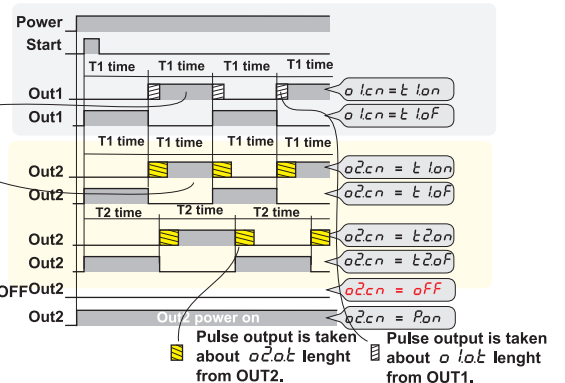 Power
Start
T1 time T1 time T1 time T1 time
Out1 o1.cn = t1.on
Out1 o1.cn = t1.oF
T1 time T1 time T1 time T1 time
Out2 o2.cn = t1.on
Out2 o2.cn = t1.oF
T2 time T2 time T2 time
Out2 o2.cn = t2.on
Out2 o2.cn = t2.oF
OFF Out2 o2.cn = oFF
Out2 Out2 power on o2.cn = P.on
Pulse output is taken
about o2.o.t lenght
from OUT2.
Pulse output is taken
about o1.o.t lenght
from OUT1.